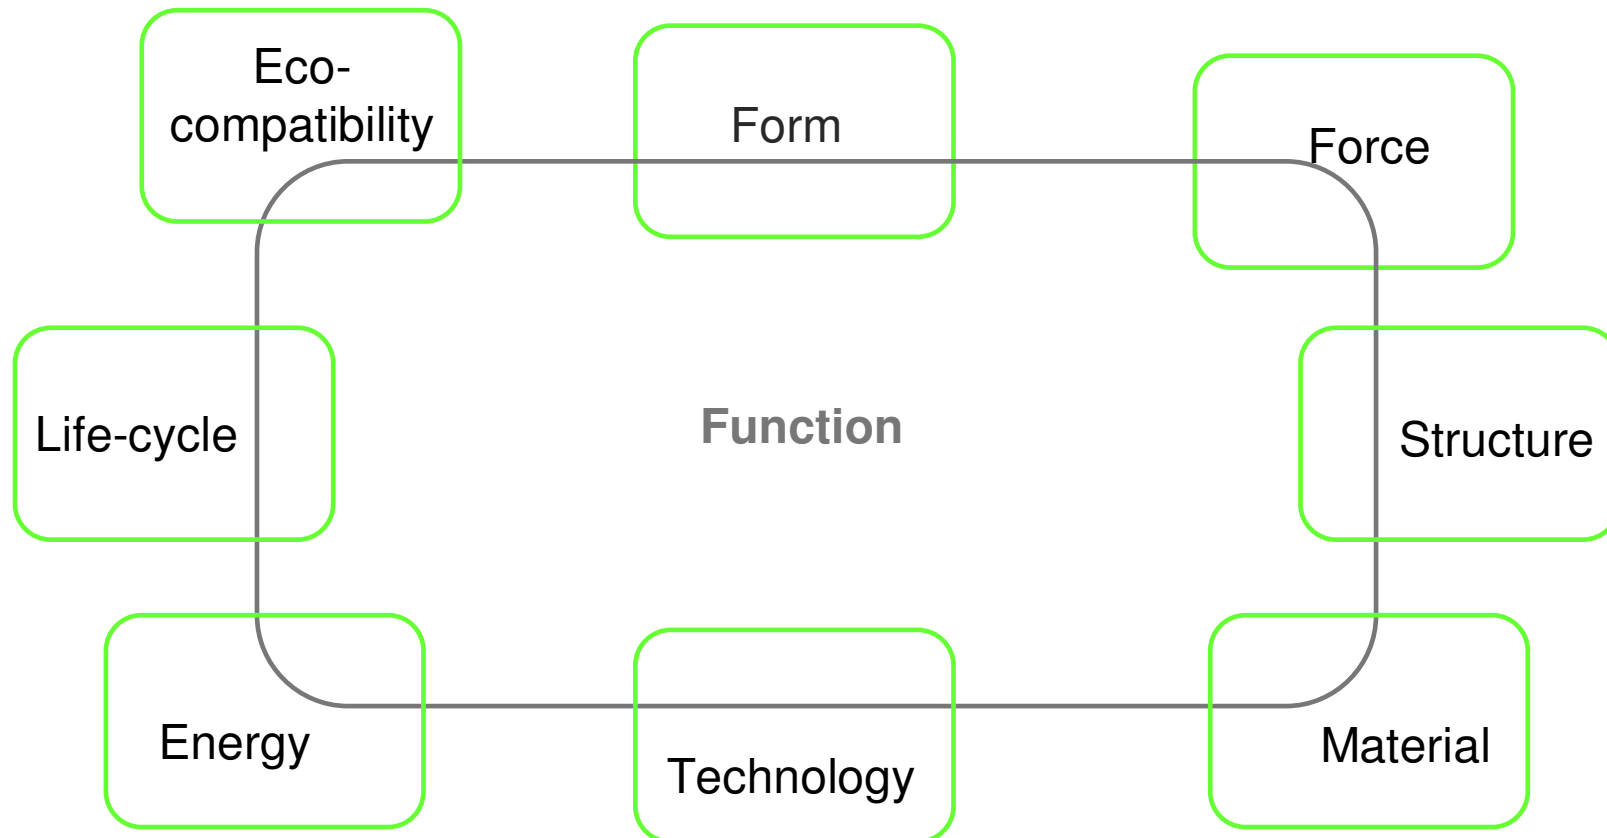 Eco-
compatibility
Form
Force
Life-cycle
Function
Structure
Energy
Technology
Material